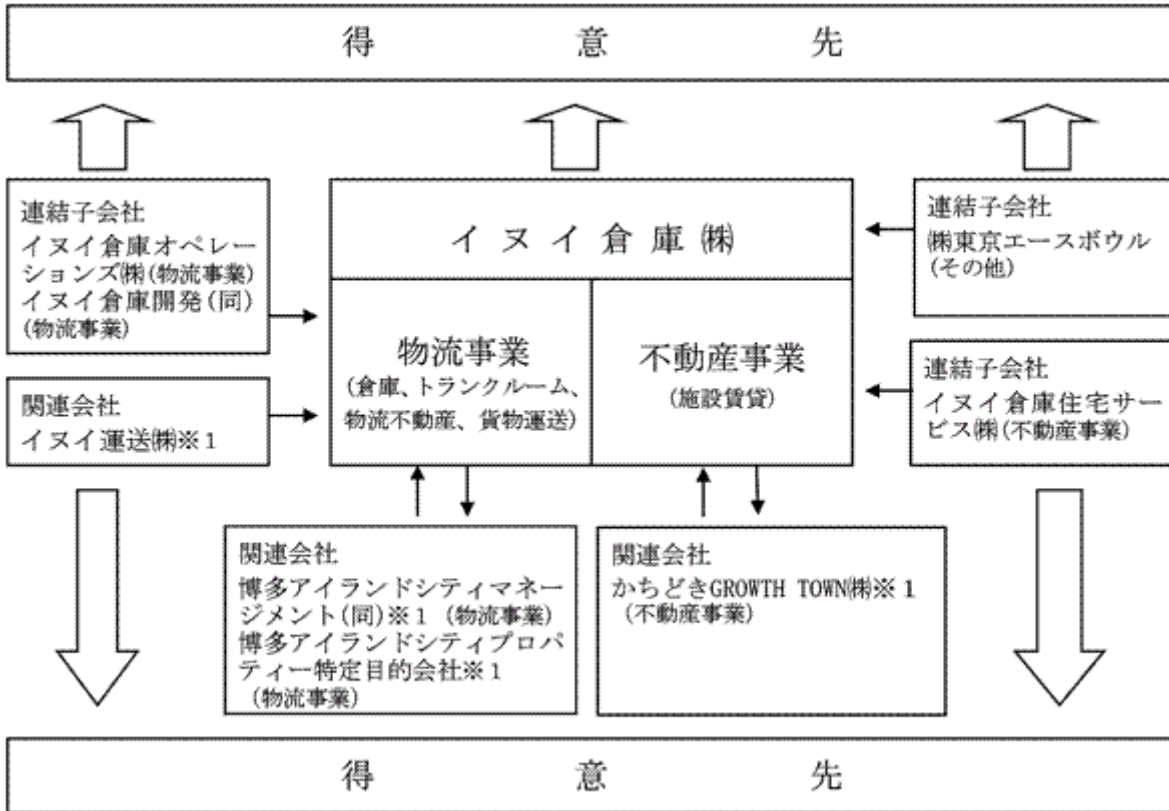 得意先
連結子会社
イヌイ倉庫オペレー
ションズ㈱(物流事業)
イヌイ倉庫開発(同)
(物流事業)
関連会社
イヌイ運送㈱※1
イヌイ倉庫㈱
物流事業
(倉庫、トランクルーム、
物流不動産、貨物運送)
不動産事業
(施設賃貸)
連結子会社
㈱東京エースボウル
(その他)
連結子会社
イヌイ倉庫住宅サー
ビス㈱(不動産事業)
関連会社
博多アイランドシティマネー
ジメント(同)※1 (物流事業)
博多アイランドシティプロパ
ティー特定目的会社※1
(物流事業)
関連会社
かちどきGROWTH TOWN㈱※1
(不動産事業)
得意先